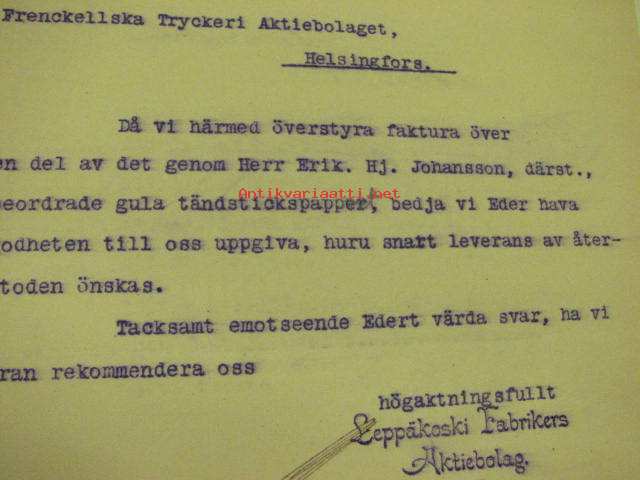 Frenckellska Tryckeri Aktiebolaget,
Helsingfors.
Då vi härmed överstyra faktura över
en del av det genom Herr Erik. Hj. Johansson, därst.,
beordrade gula tändstickspapper, bedja vi Eder hava
godheten till oss uppgiva, huru snart leverans av åter-
stoden önskas.
Tacksamt emotseende Edert värda svar, ha vi
äran rekommendera oss
högaktningsfullt
Leppäkoski Fabrikers
Aktiebolag.
Antikvariaatti.net